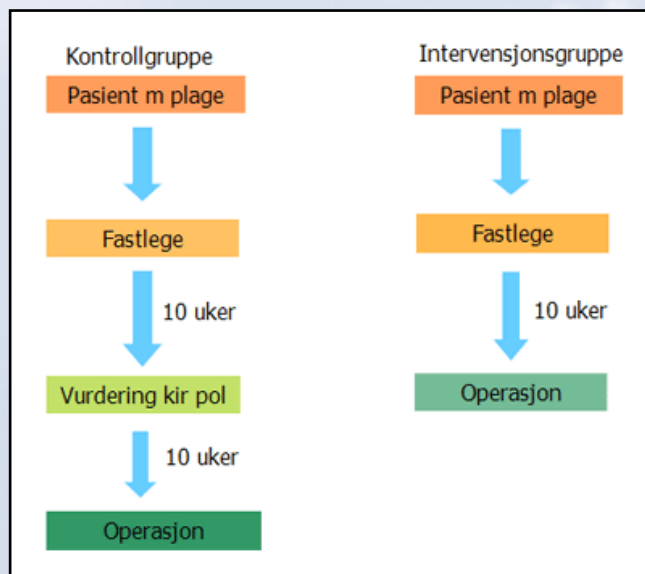 Kontrollgruppe
Pasient m plage
Fastlege
10 uker
Vurdering kir pol
10 uker
Operasjon
Intervensjonsgruppe
Pasient m plage
Fastlege
10 uker
Operasjon